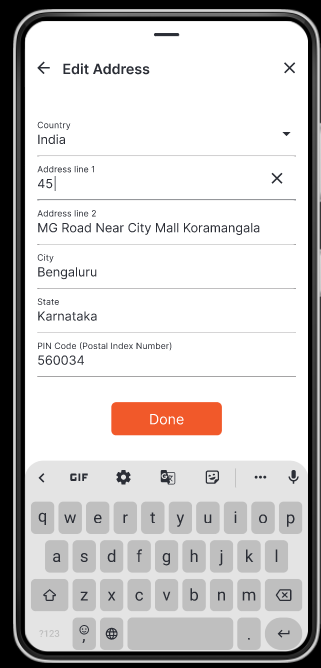 Edit Address
Country
India
Address line 1
45
Address line 2
MG Road Near City Mall Koramangala
City
Bengaluru
State
Karnataka
PIN Code (Postal Index Number)
560034
Done
GIF
q w e r t y u i o p
a s d f g h j k l
z x c v b n m
?123 , .